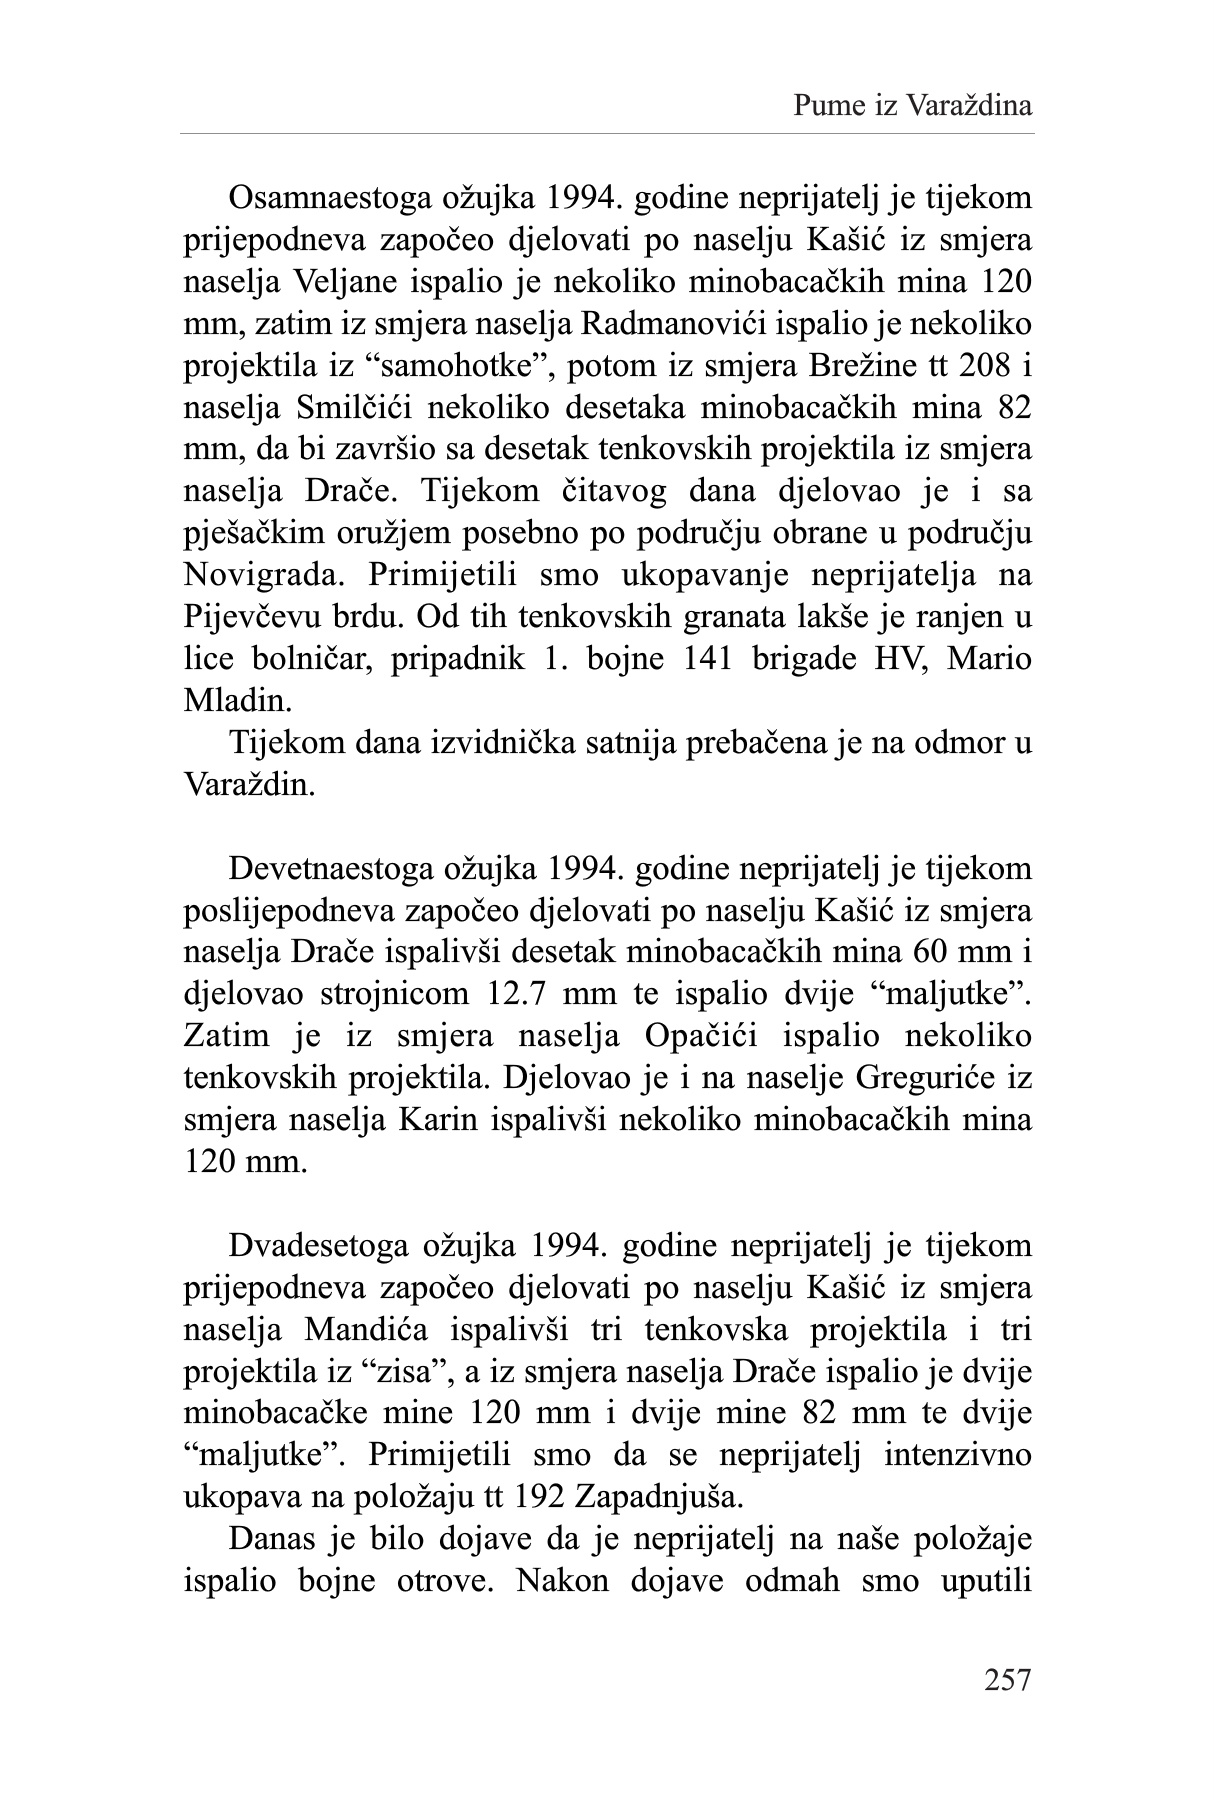 Pume iz Varaždina
Osamnaestoga ožujka 1994. godine neprijatelj je tijekom
prijepodneva započeo djelovati po naselju Kašić iz smjera
naselja Veljane ispalio je nekoliko minobacačkih mina 120
mm, zatim iz smjera naselja Radmanovići ispalio je nekoliko
projektila iz “samohotke”, potom iz smjera Brežine tt 208 i
naselja Smilčići nekoliko desetaka minobacačkih mina 82
mm, da bi završio sa desetak tenkovskih projektila iz smjera
naselja Drače. Tijekom čitavog dana djelovao je i sa
pješačkim oružjem posebno po području obrane u području
Novigrada. Primijetili smo ukopavanje neprijatelja na
Pijevčevu brdu. Od tih tenkovskih granata lakše je ranjen u
lice bolničar, pripadnik 1. bojne 141 brigade HV, Mario
Mladin.
Tijekom dana izvidnička satnija prebačena je na odmor u
Varaždin.
Devetnaestoga ožujka 1994. godine neprijatelj je tijekom
poslijepodneva započeo djelovati po naselju Kašić iz smjera
naselja Drače ispalivši desetak minobacačkih mina 60 mm i
djelovao strojnicom 12.7 mm te ispalio dvije “maljutke”.
Zatim je iz smjera naselja Opačići ispalio nekoliko
tenkovskih projektila. Djelovao je i na naselje Greguriće iz
smjera naselja Karin ispalivši nekoliko minobacačkih mina
120 mm.
Dvadesetoga ožujka 1994. godine neprijatelj je tijekom
prijepodneva započeo djelovati po naselju Kašić iz smjera
naselja Mandića ispalivši tri tenkovska projektila i tri
projektila iz “zisa”, a iz smjera naselja Drače ispalio je dvije
minobacačke mine 120 mm i dvije mine 82 mm te dvije
“maljutke”. Primijetili smo da se neprijatelj intenzivno
ukopava na položaju tt 192 Zapadnjuša.
Danas je bilo dojave da je neprijatelj na naše položaje
ispalio bojne otrove. Nakon dojave odmah smo uputili
257